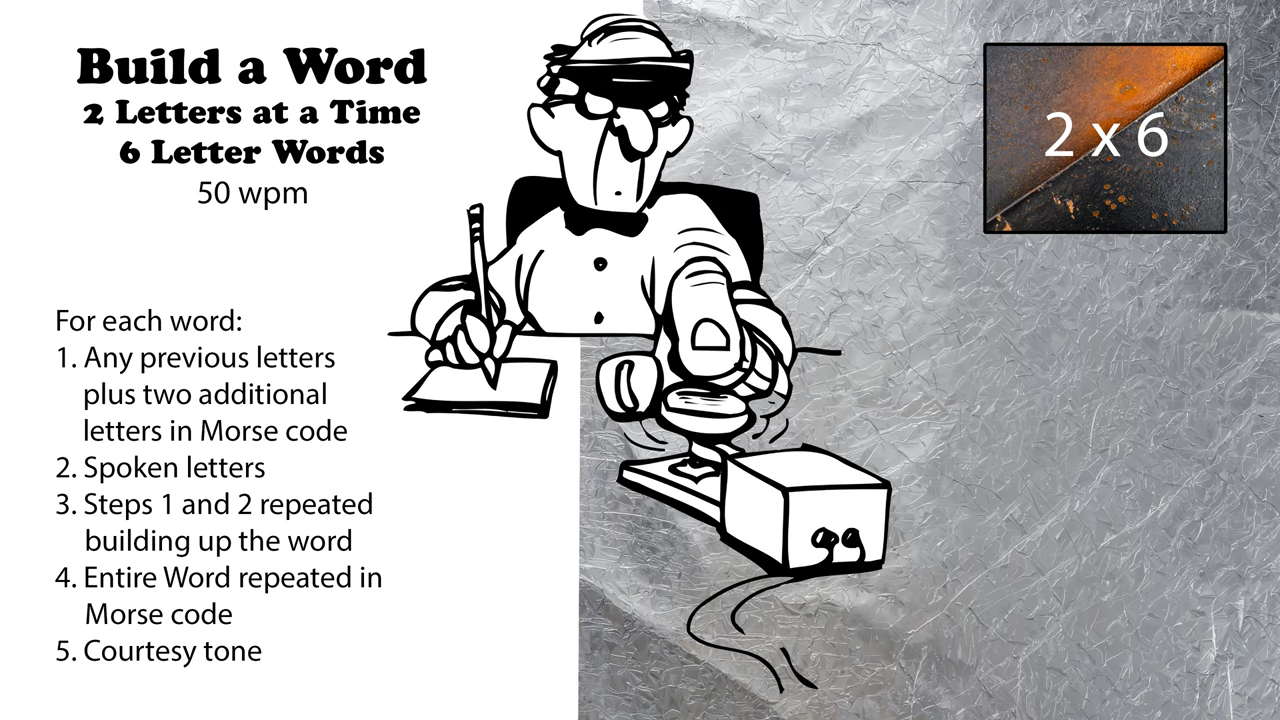 Build a Word
2 Letters at a Time
6 Letter Words
50 wpm
2 x 6
For each word:
1. Any previous letters
plus two additional
letters in Morse code
2. Spoken letters
3. Steps 1 and 2 repeated
building up the word
4. Entire Word repeated in
Morse code
5. Courtesy tone